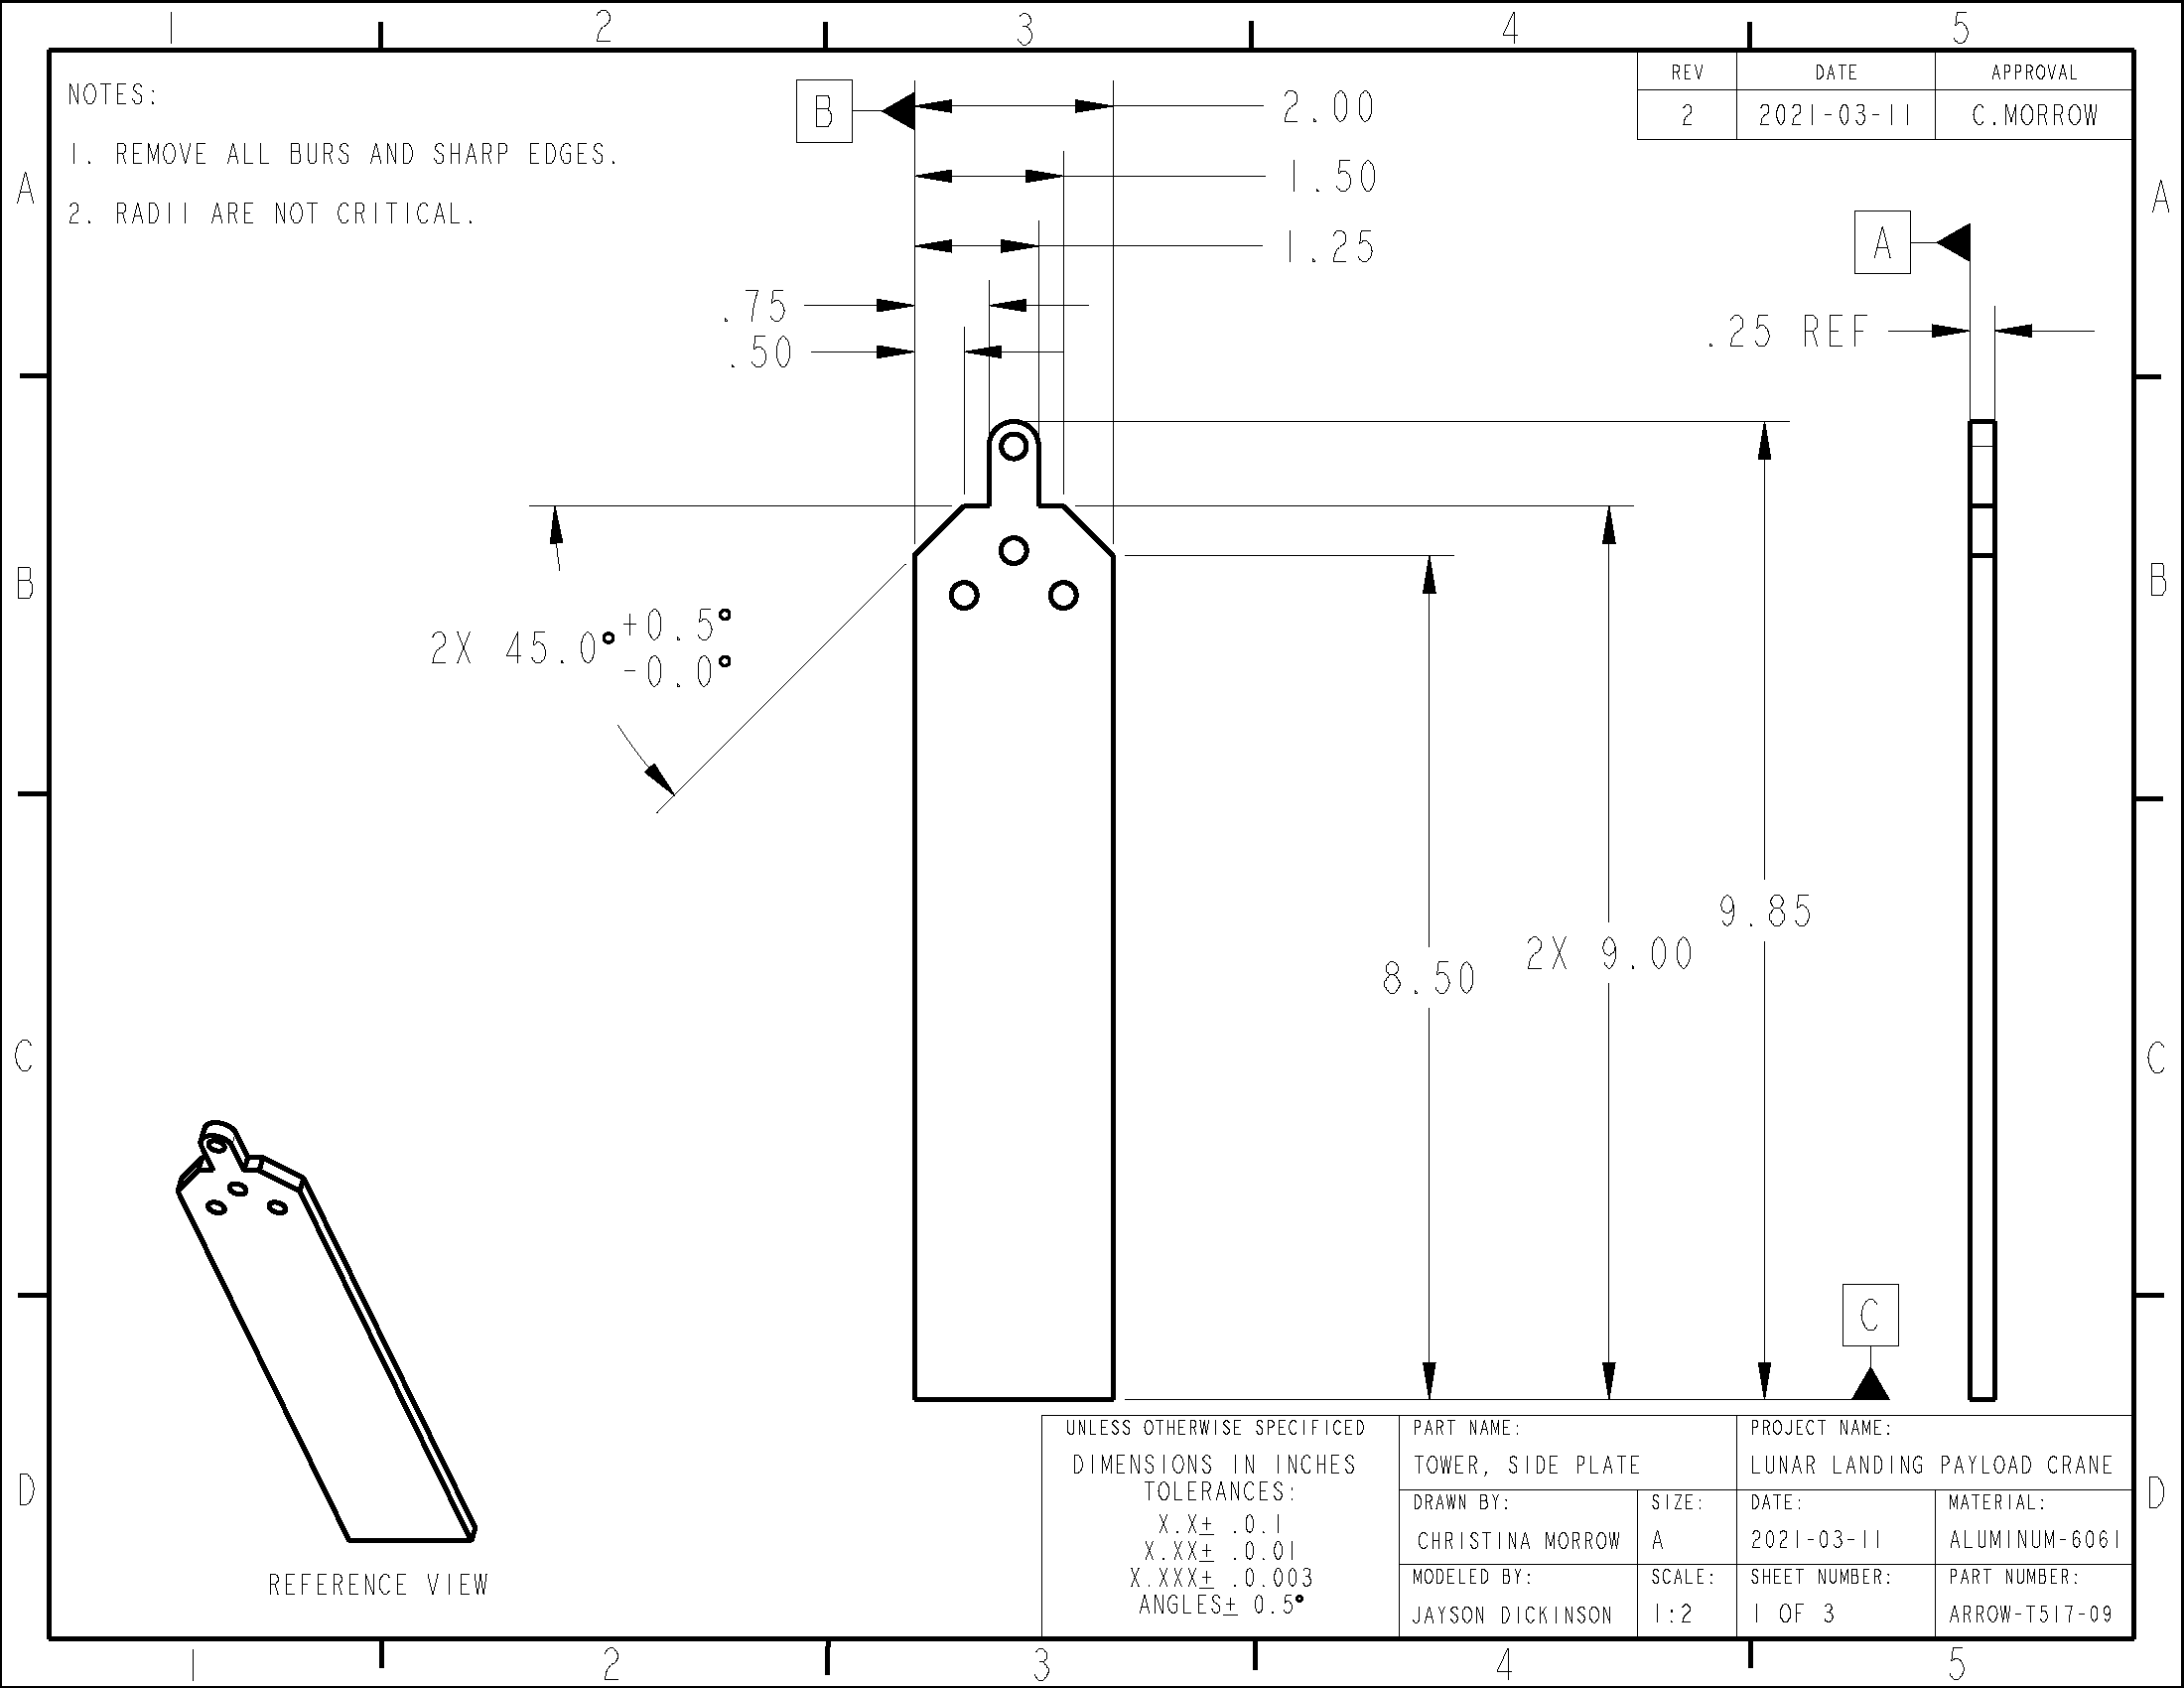 1 2 3 4 5
NOTES:
1. REMOVE ALL BURS AND SHARP EDGES.
2. RADII ARE NOT CRITICAL.
REV DATE APPROVAL
2 2021-03-11 C.MORROW
A A
B
2.00
1.50
1.25
.75
.50
A
.25 REF
B B
2X 45.0° +0.5° -0.0°
9.85
2X 9.00
8.50
C C
C
D D
REFERENCE VIEW
UNLESS OTHERWISE SPECIFICED
DIMENSIONS IN INCHES
TOLERANCES:
X.X± .0.1
X.XX± .0.01
X.XXX± .0.003
ANGLES± 0.5°
PART NAME:
TOWER, SIDE PLATE
PROJECT NAME:
LUNAR LANDING PAYLOAD CRANE
DRAWN BY:
CHRISTINA MORROW
SIZE:
A
DATE:
2021-03-11
MATERIAL:
ALUMINUM-6061
MODELED BY:
JAYSON DICKINSON
SCALE:
1:2
SHEET NUMBER:
1 OF 3
PART NUMBER:
ARROW-T517-09
1 2 3 4 5